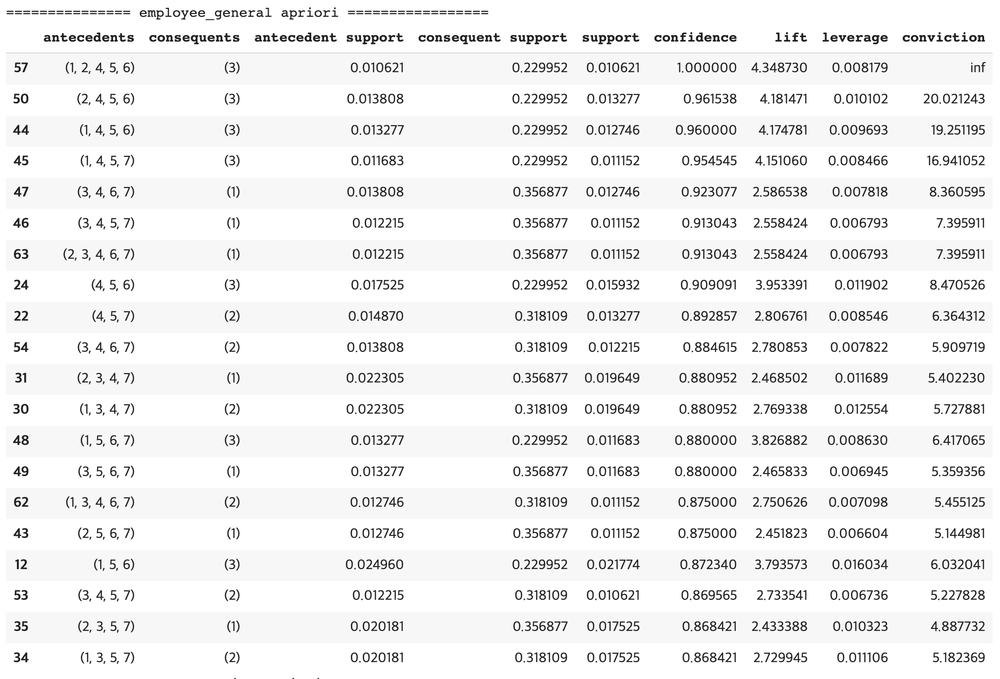 =============== employee_general apriori =================
antecedents consequents antecedent support consequent support support confidence lift leverage conviction
57 (1, 2, 4, 5, 6) (3) 0.010621 0.229952 0.010621 1.000000 4.348730 0.008179 inf
50 (2, 4, 5, 6) (3) 0.013808 0.229952 0.013277 0.961538 4.181471 0.010102 20.021243
44 (1, 4, 5, 6) (3) 0.013277 0.229952 0.012746 0.960000 4.174781 0.009693 19.251195
45 (1, 4, 5, 7) (3) 0.011683 0.229952 0.011152 0.954545 4.151060 0.008466 16.941052
47 (3, 4, 6, 7) (1) 0.013808 0.356877 0.012746 0.923077 2.586538 0.007818 8.360595
46 (3, 4, 5, 7) (1) 0.012215 0.356877 0.011152 0.913043 2.558424 0.006793 7.395911
63 (2, 3, 4, 6, 7) (1) 0.012215 0.356877 0.011152 0.913043 2.558424 0.006793 7.395911
24 (4, 5, 6) (3) 0.017525 0.229952 0.015932 0.909091 3.953391 0.011902 8.470526
22 (4, 5, 7) (2) 0.014870 0.318109 0.013277 0.892857 2.806761 0.008546 6.364312
54 (3, 4, 6, 7) (2) 0.013808 0.318109 0.012215 0.884615 2.780853 0.007822 5.909719
31 (2, 3, 4, 7) (1) 0.022305 0.356877 0.019649 0.880952 2.468502 0.011689 5.402230
30 (1, 3, 4, 7) (2) 0.022305 0.318109 0.019649 0.880952 2.769338 0.012554 5.727881
48 (1, 5, 6, 7) (3) 0.013277 0.229952 0.011683 0.880000 3.826882 0.008630 6.417065
49 (3, 5, 6, 7) (1) 0.013277 0.356877 0.011683 0.880000 2.465833 0.006945 5.359356
62 (1, 3, 4, 6, 7) (2) 0.012746 0.318109 0.011152 0.875000 2.750626 0.007098 5.455125
43 (2, 5, 6, 7) (1) 0.012746 0.356877 0.011152 0.875000 2.451823 0.006604 5.144981
12 (1, 5, 6) (3) 0.024960 0.229952 0.021774 0.872340 3.793573 0.016034 6.032041
53 (3, 4, 5, 7) (2) 0.012215 0.318109 0.010621 0.869565 2.733541 0.006736 5.227828
35 (2, 3, 5, 7) (1) 0.020181 0.356877 0.017525 0.868421 2.433388 0.010323 4.887732
34 (1, 3, 5, 7) (2) 0.020181 0.318109 0.017525 0.868421 2.729945 0.011106 5.182369